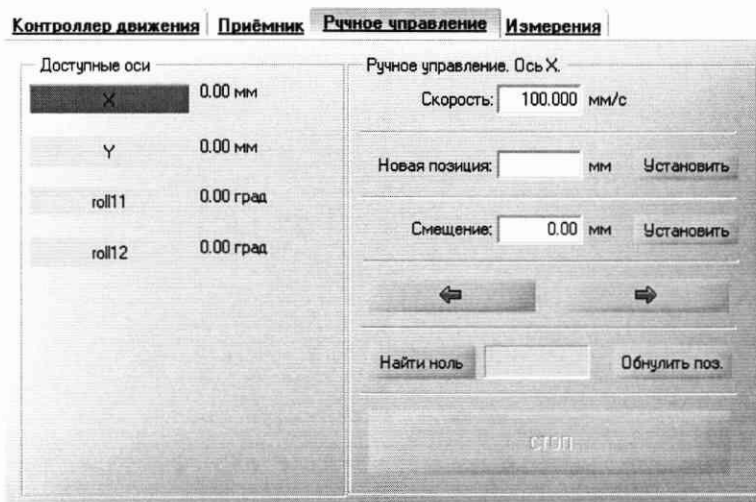 Контроллер движения Приёмник Ручное управление Измерения
Доступные оси
X 0.00 мм
Y 0.00 мм
roll11 0.00 град
roll12 0.00 град
Ручное управление. Ось X.
Скорость: 100.000 мм/с
Новая позиция: мм Установить
Смещение: 0.00 мм Установить
Найти ноль Обнулить поз.
СТОП